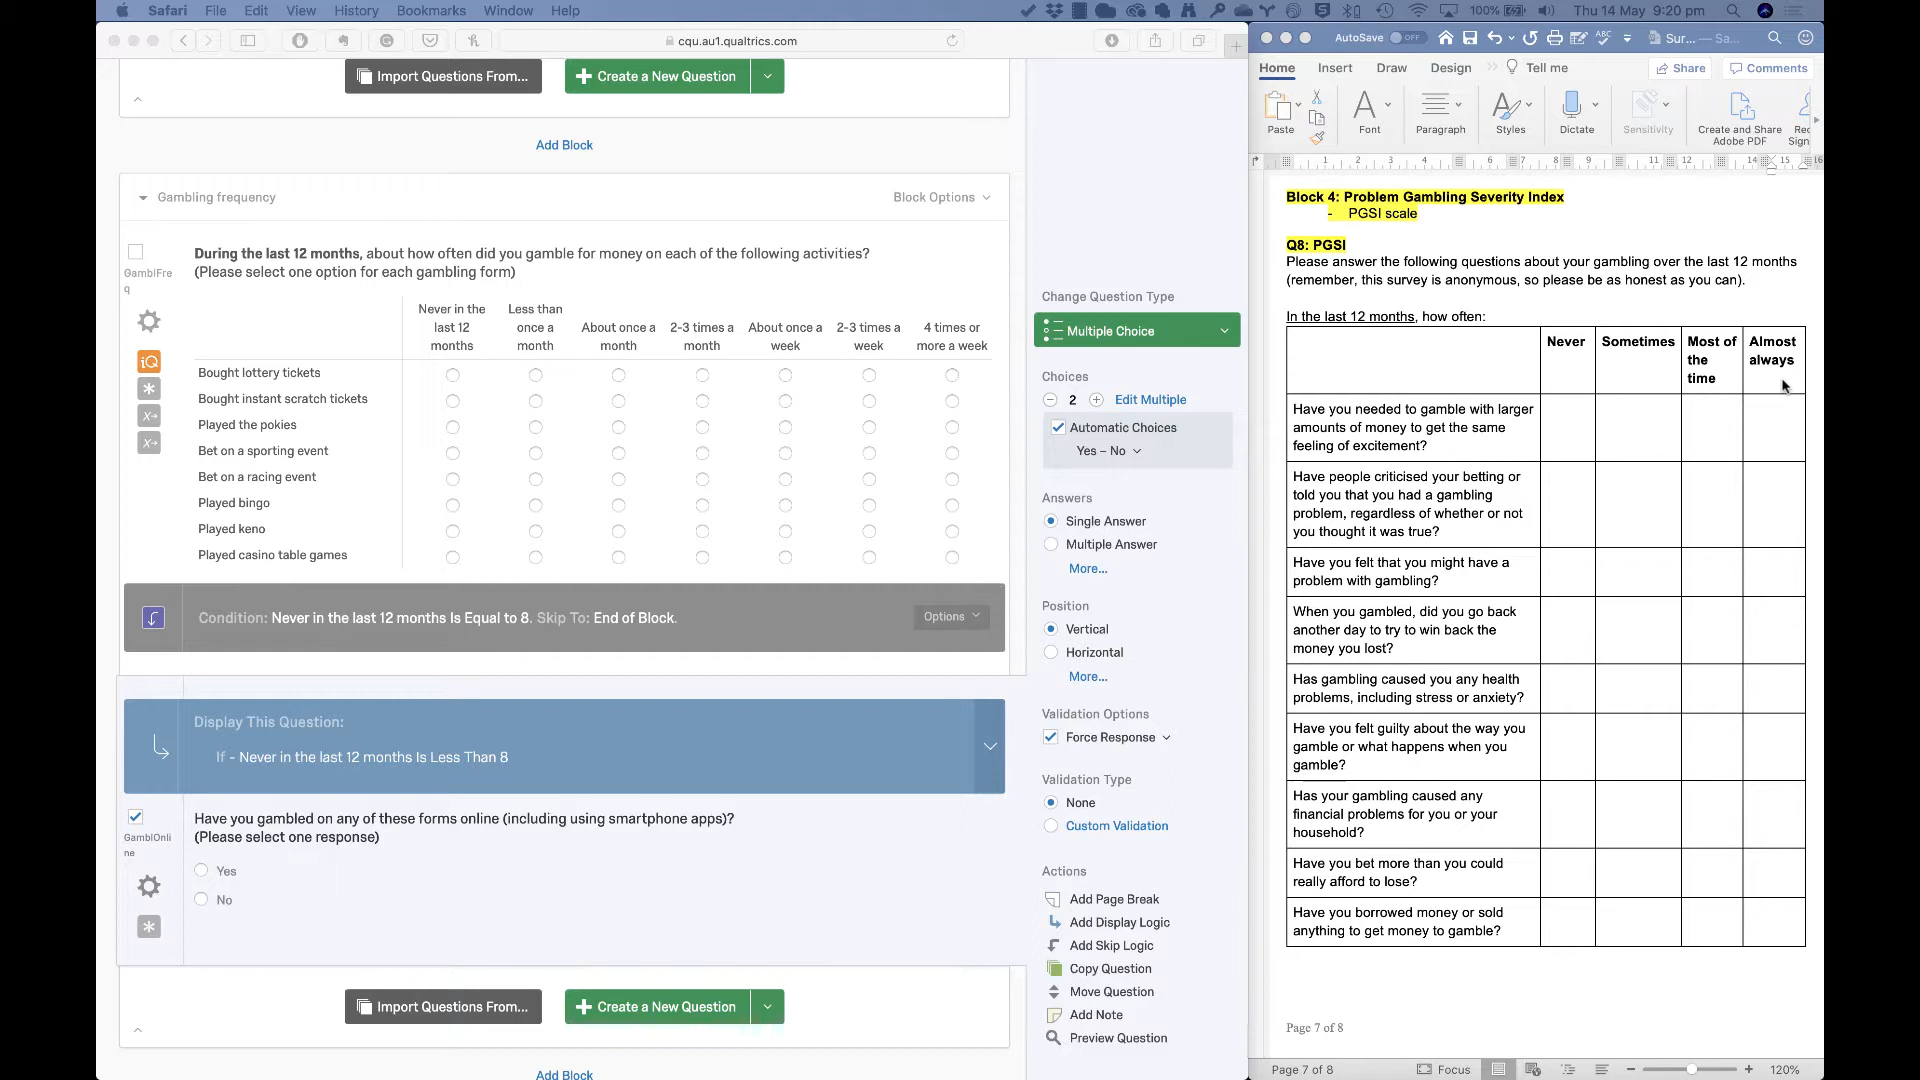 Safari File Edit View History Bookmarks Window Help
100% Thu 14 May 9:20 pm
cqu.au1.qualtrics.com
Import Questions From...
Create a New Question
Add Block
Gambling frequency
Block Options
During the last 12 months, about how often did you gamble for money on each of the following activities?
(Please select one option for each gambling form)
GamblFre
q
iQ
Never in the last 12 months
Less than once a month
About once a month
2-3 times a month
About once a week
2-3 times a week
4 times or more a week
Bought lottery tickets
Bought instant scratch tickets
Played the pokies
Bet on a sporting event
Bet on a racing event
Played bingo
Played keno
Played casino table games
Condition: Never in the last 12 months Is Equal to 8. Skip To: End of Block.
Options
Display This Question:
If - Never in the last 12 months Is Less Than 8
GamblOnli
ne
Have you gambled on any of these forms online (including using smartphone apps)?
(Please select one response)
Yes
No
Import Questions From...
Create a New Question
Add Block
Change Question Type
Multiple Choice
Choices
2 Edit Multiple
Automatic Choices
Yes – No
Answers
Single Answer
Multiple Answer
More...
Position
Vertical
Horizontal
More...
Validation Options
Force Response
Validation Type
None
Custom Validation
Actions
Add Page Break
Add Display Logic
Add Skip Logic
Copy Question
Move Question
Add Note
Preview Question
AutoSave OFF
Sur... — Sa...
Home Insert Draw Design Tell me
Share
Comments
Paste
Font
Paragraph
Styles
Dictate
Sensitivity
Create and Share
Adobe PDF
Rec
Sign
1 2 3 4 6 7 8 9 11 12 14 15 16
Block 4: Problem Gambling Severity Index
- PGSI scale
Q8: PGSI
Please answer the following questions about your gambling over the last 12 months
(remember, this survey is anonymous, so please be as honest as you can).
In the last 12 months, how often:
Never
Sometimes
Most of the time
Almost always
Have you needed to gamble with larger
amounts of money to get the same
feeling of excitement?
Have people criticised your betting or
told you that you had a gambling
problem, regardless of whether or not
you thought it was true?
Have you felt that you might have a
problem with gambling?
When you gambled, did you go back
another day to try to win back the
money you lost?
Has gambling caused you any health
problems, including stress or anxiety?
Have you felt guilty about the way you
gamble or what happens when you
gamble?
Has your gambling caused any
financial problems for you or your
household?
Have you bet more than you could
really afford to lose?
Have you borrowed money or sold
anything to get money to gamble?
Page 7 of 8
Page 7 of 8
Focus
120%